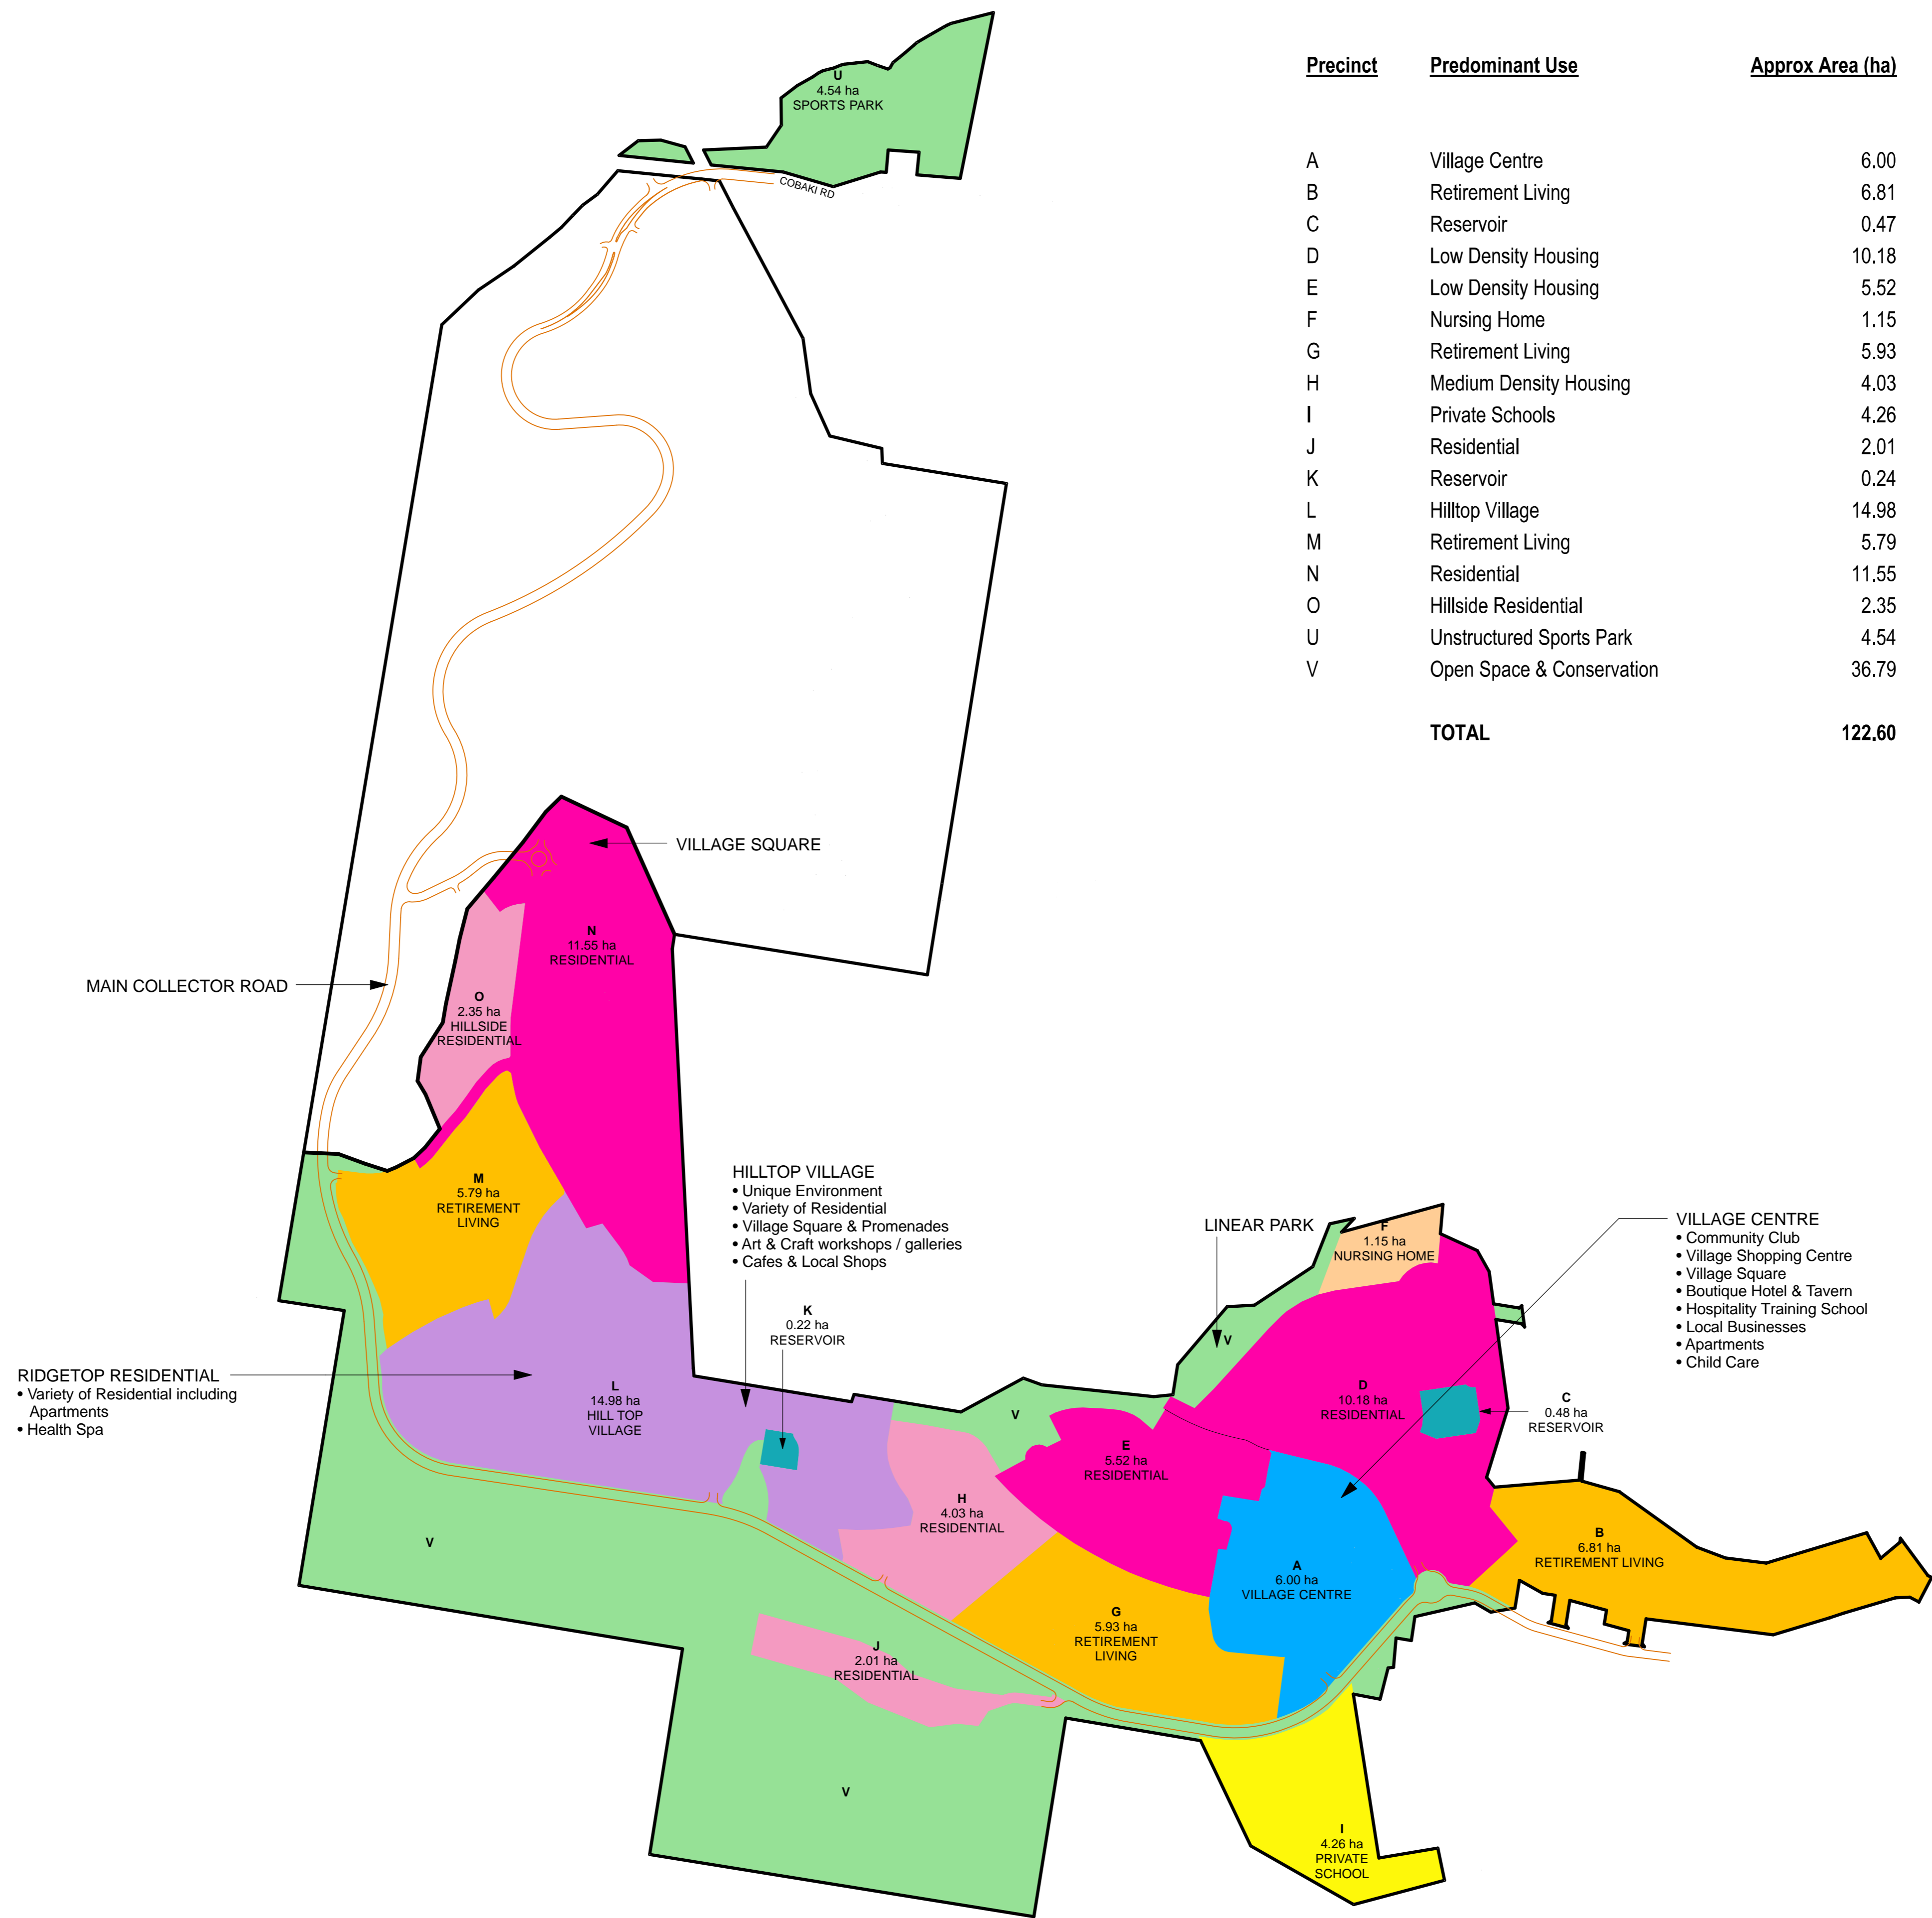 Precinct Predominant Use Approx Area (ha)
A Village Centre 6.00
B Retirement Living 6.81
C Reservoir 0.47
D Low Density Housing 10.18
E Low Density Housing 5.52
F Nursing Home 1.15
G Retirement Living 5.93
H Medium Density Housing 4.03
I Private Schools 4.26
J Residential 2.01
K Reservoir 0.24
L Hilltop Village 14.98
M Retirement Living 5.79
N Residential 11.55
O Hillside Residential 2.35
U Unstructured Sports Park 4.54
V Open Space & Conservation 36.79
TOTAL 122.60
U
4.54 ha
SPORTS PARK
COBAKI RD
VILLAGE SQUARE
N
11.55 ha
RESIDENTIAL
MAIN COLLECTOR ROAD
O
2.35 ha
HILLSIDE
RESIDENTIAL
M
5.79 ha
RETIREMENT
LIVING
HILLTOP VILLAGE
• Unique Environment
• Variety of Residential
• Village Square & Promenades
• Art & Craft workshops / galleries
• Cafes & Local Shops
K
0.22 ha
RESERVOIR
LINEAR PARK
F
1.15 ha
NURSING HOME
VILLAGE CENTRE
• Community Club
• Village Shopping Centre
• Village Square
• Boutique Hotel & Tavern
• Hospitality Training School
• Local Businesses
• Apartments
• Child Care
V
RIDGETOP RESIDENTIAL
• Variety of Residential including
Apartments
• Health Spa
L
14.98 ha
HILL TOP
VILLAGE
D
10.18 ha
RESIDENTIAL
C
0.48 ha
RESERVOIR
V
E
5.52 ha
RESIDENTIAL
H
4.03 ha
RESIDENTIAL
V
B
6.81 ha
RETIREMENT LIVING
A
6.00 ha
VILLAGE CENTRE
G
5.93 ha
RETIREMENT
LIVING
J
2.01 ha
RESIDENTIAL
V
I
4.26 ha
PRIVATE
SCHOOL